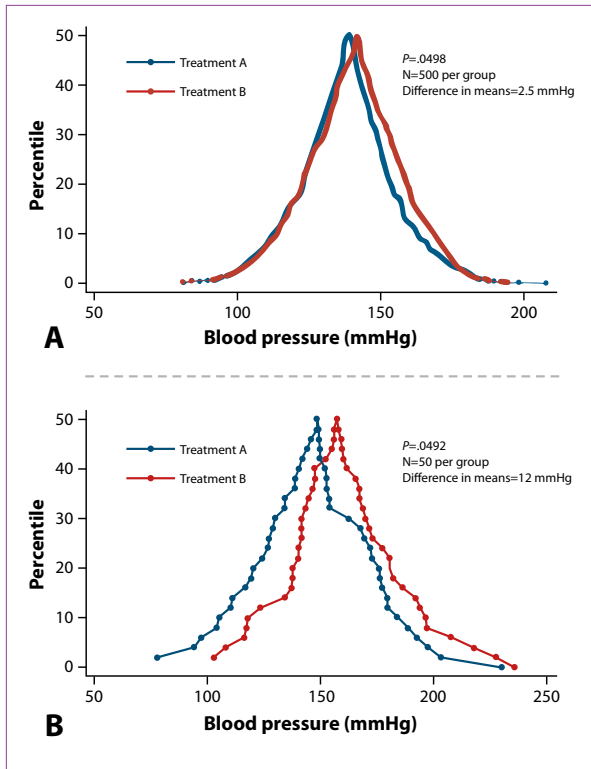 50
40
30
20
10
0
Percentile
Treatment A
Treatment B
P=.0498
N=500 per group
Difference in means=2.5 mmHg
50
100
150
200
Blood pressure (mmHg)
A
50
40
30
20
10
0
Percentile
Treatment A
Treatment B
P=.0492
N=50 per group
Difference in means=12 mmHg
50
100
150
200
250
Blood pressure (mmHg)
B